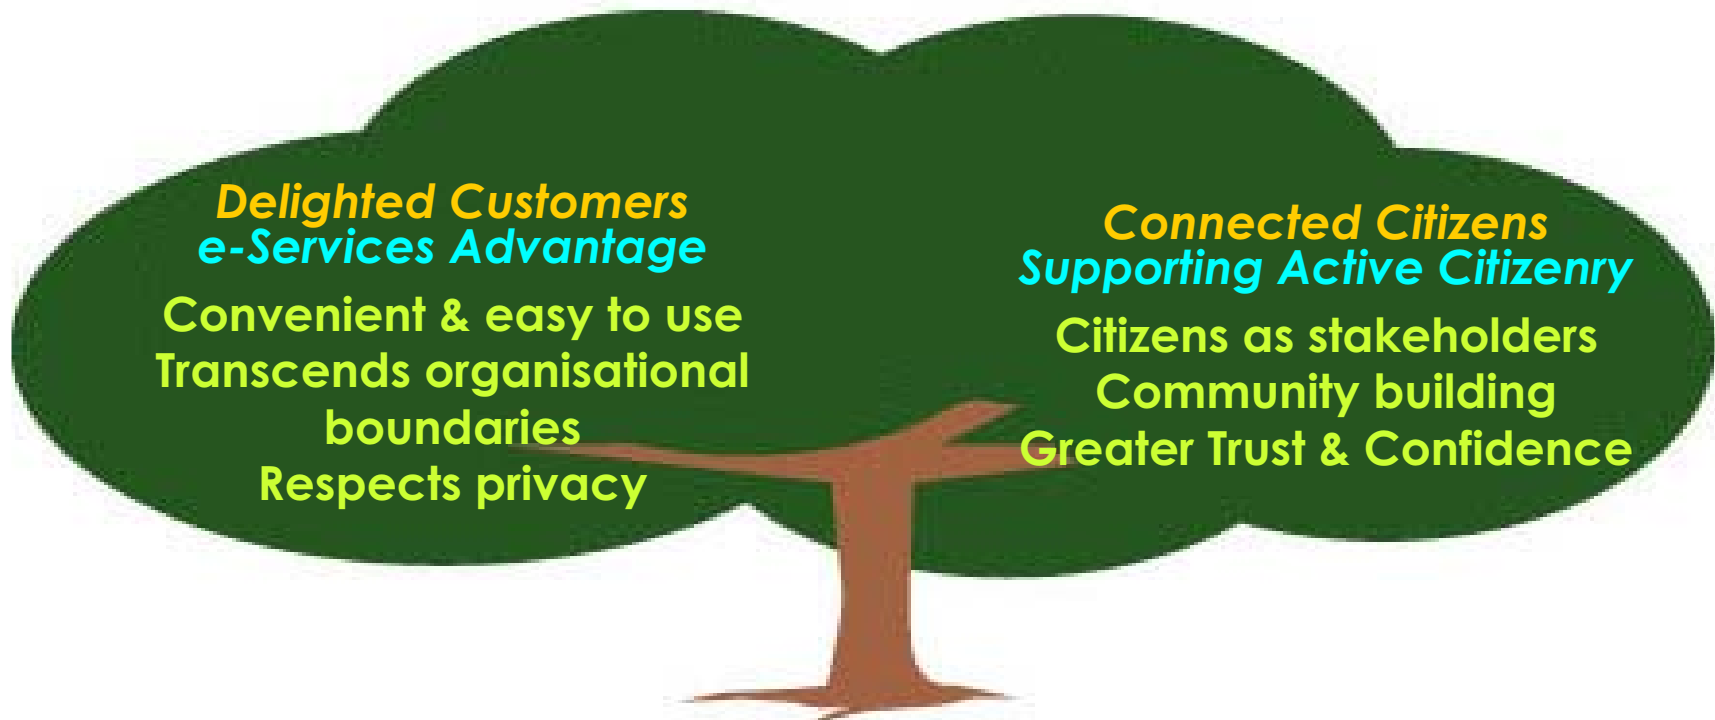 Delighted Customers
e-Services Advantage
Convenient & easy to use
Transcends organisational
boundaries
Respects privacy
Connected Citizens
Supporting Active Citizenry
Citizens as stakeholders
Community building
Greater Trust & Confidence